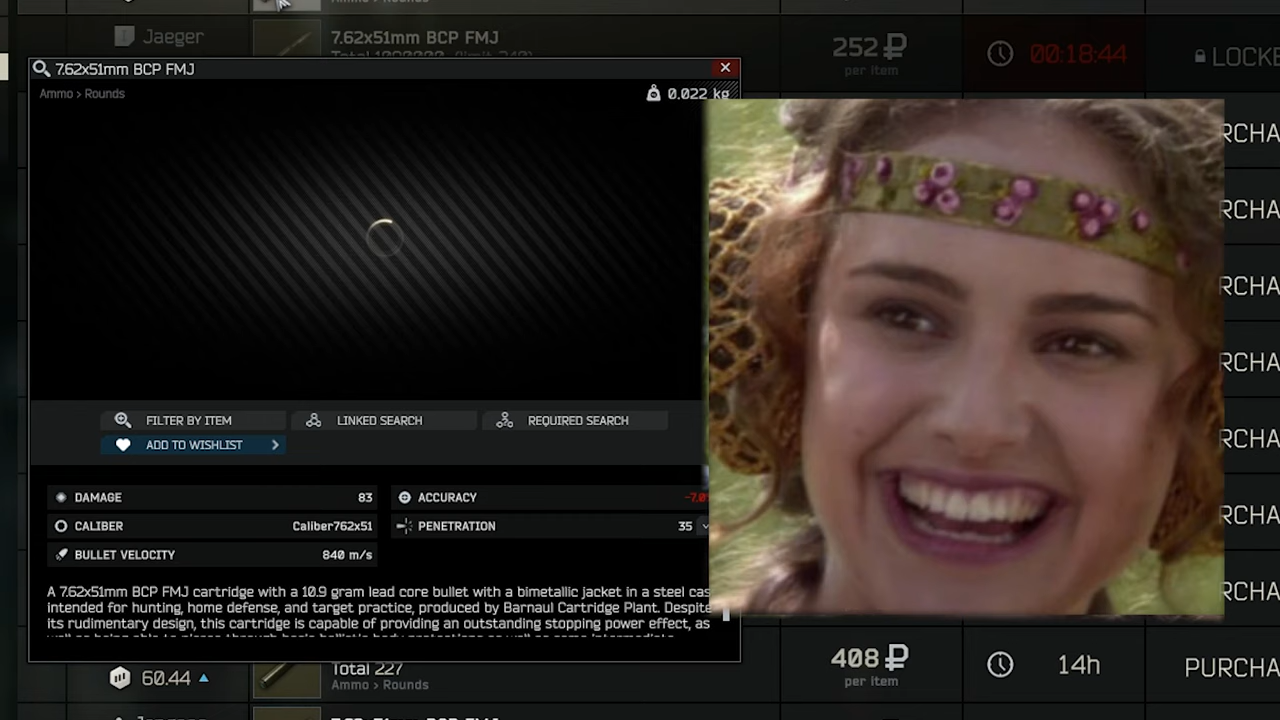 Ammo > Rounds
Jaeger
7.62x51mm BCP FMJ
252 ₽
per item
00:18:44
LOCKE
7.62x51mm BCP FMJ
Ammo > Rounds
0.022 kg
RCHA
RCHA
RCHA
RCHA
RCHA
RCHA
RCHA
FILTER BY ITEM
LINKED SEARCH
REQUIRED SEARCH
ADD TO WISHLIST
DAMAGE 83
ACCURACY -7.0
CALIBER Caliber762x51
PENETRATION 35
BULLET VELOCITY 840 m/s
A 7.62x51mm BCP FMJ cartridge with a 10.9 gram lead core bullet with a bimetallic jacket in a steel cas
intended for hunting, home defense, and target practice, produced by Barnaul Cartridge Plant. Despite
its rudimentary design, this cartridge is capable of providing an outstanding stopping power effect, as
60.44
Total 227
Ammo > Rounds
408 ₽
per item
14h
PURCHA